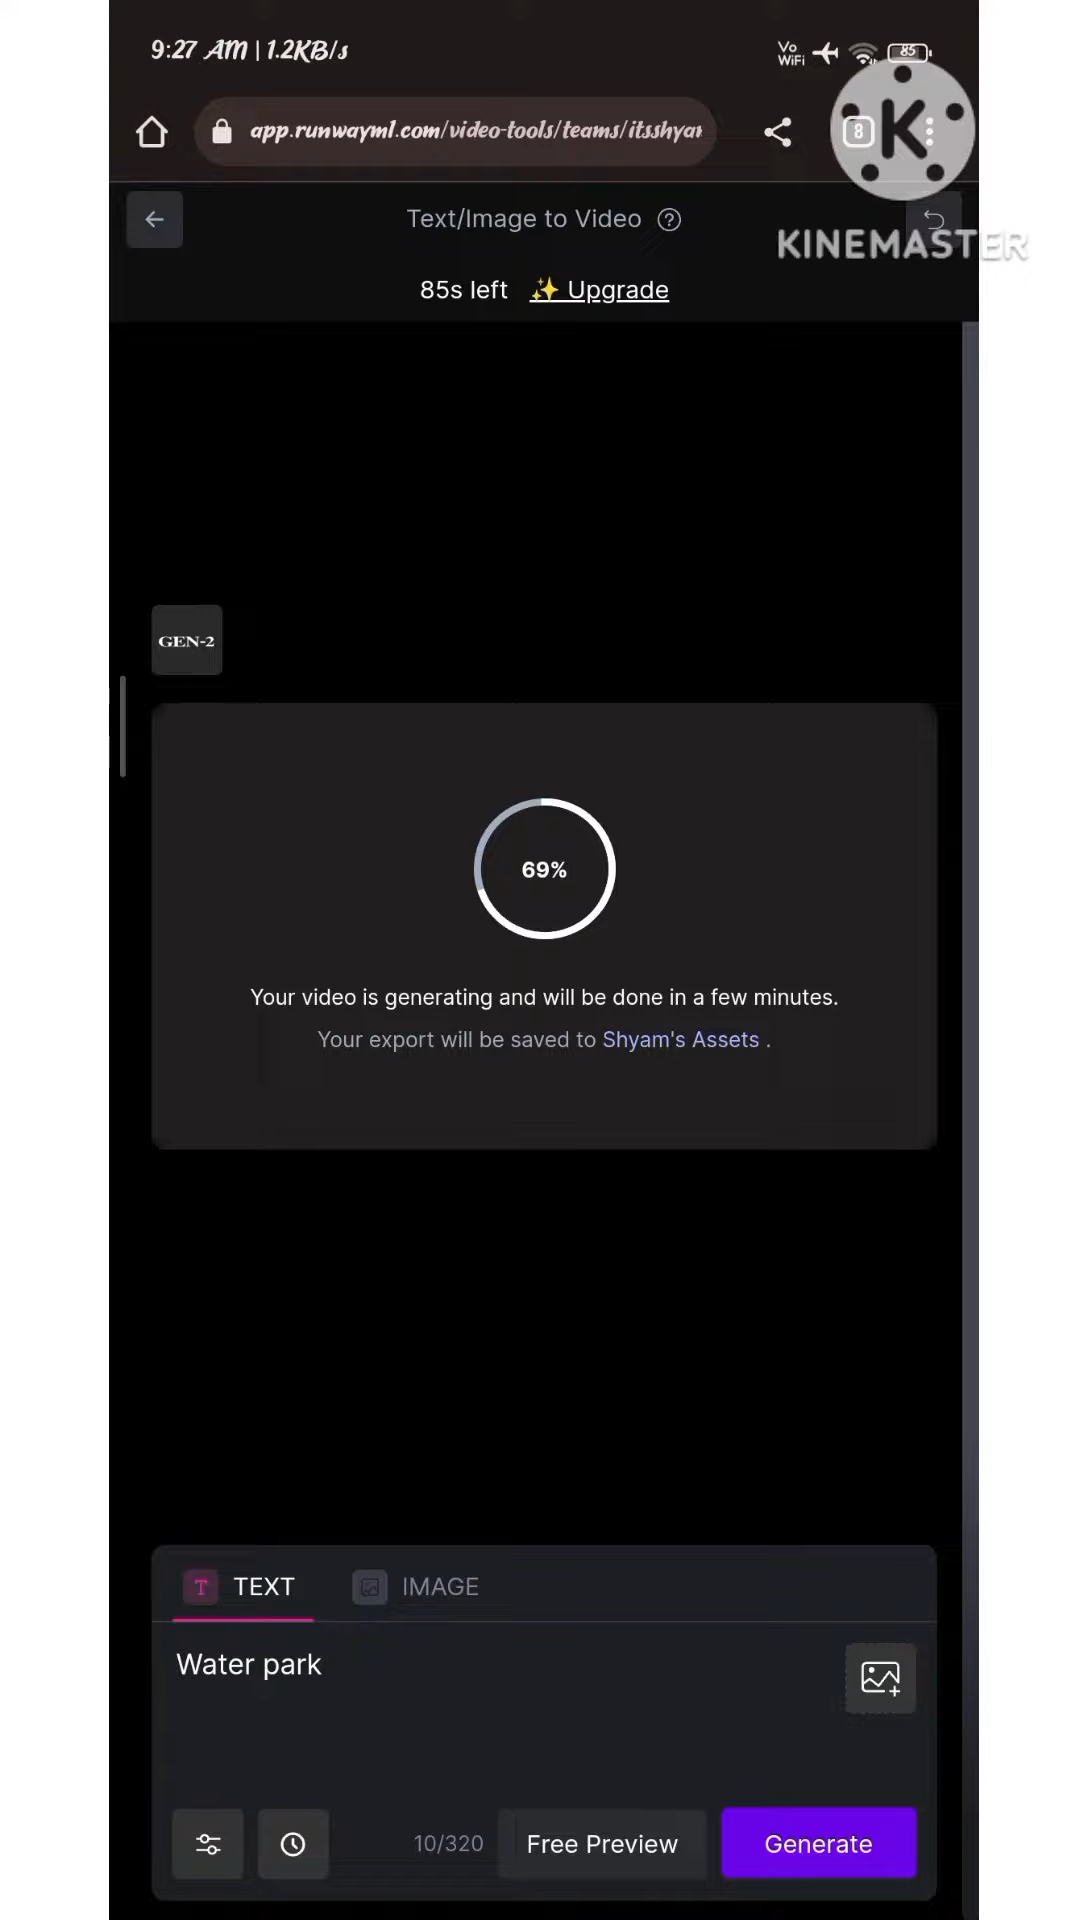 9:27 AM | 1.2KB/s
Vo
WiFi
85
app.runwayml.com/video-tools/teams/itsshya
8
K
KINEMASTER
Text/Image to Video ?
85s left ✨ Upgrade
GEN-2
69%
Your video is generating and will be done in a few minutes.
Your export will be saved to Shyam's Assets .
T TEXT IMAGE
Water park
10/320 Free Preview Generate